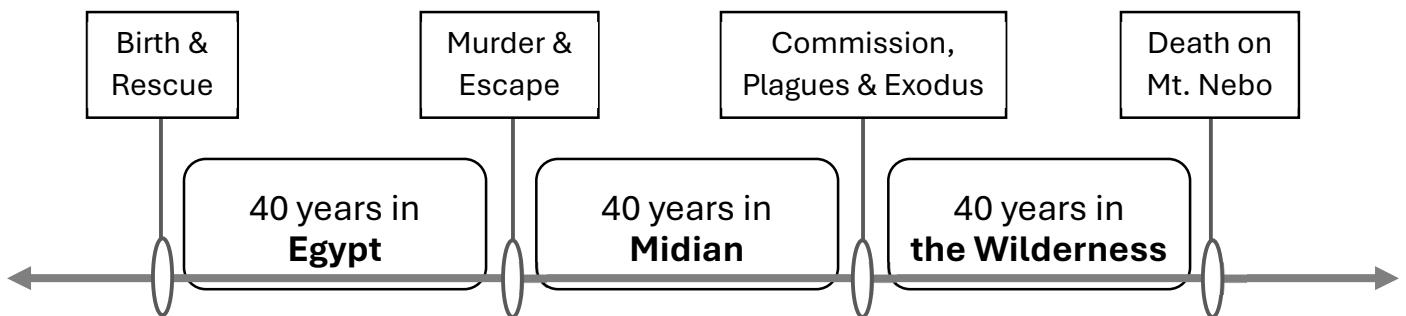 Birth &
Rescue
Murder &
Escape
Commission,
Plagues & Exodus
Death on
Mt. Nebo
40 years in
Egypt
40 years in
Midian
40 years in
the Wilderness